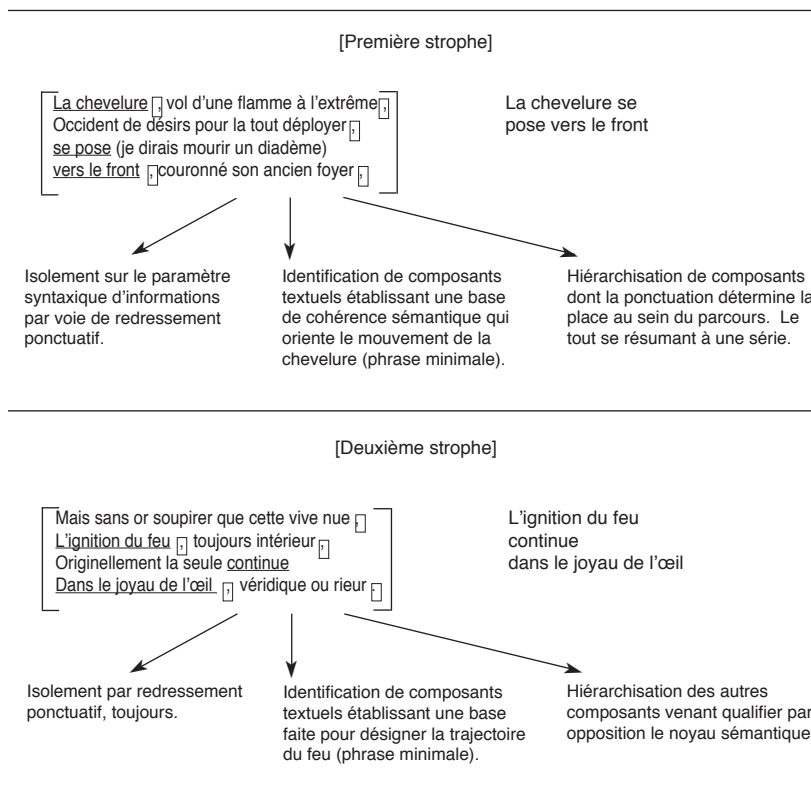 [Première strophe]
La chevelure , vol d'une flamme à l'extrême,
Occident de désirs pour la tout déployer ,
se pose (je dirais mourir un diadème)
vers le front , couronné son ancien foyer ,
La chevelure se
pose vers le front
Isolement sur le paramètre
syntaxique d'informations
par voie de redressement
ponctuatif.
Identification de composants
textuels établissant une base
de cohérence sémantique qui
oriente le mouvement de la
chevelure (phrase minimale).
Hiérarchisation de composants
dont la ponctuation détermine la
place au sein du parcours. Le
tout se résumant à une série.
[Deuxième strophe]
Mais sans or soupirer que cette vive nue ,
L'ignition du feu , toujours intérieur ,
Originellement la seule continue
Dans le joyau de l'œil , véridique ou rieur .
L'ignition du feu
continue
dans le joyau de l'œil
Isolement par redressement
ponctuatif, toujours.
Identification de composants
textuels établissant une base
faite pour désigner la trajectoire
du feu (phrase minimale).
Hiérarchisation des autres
composants venant qualifier par
opposition le noyau sémantique